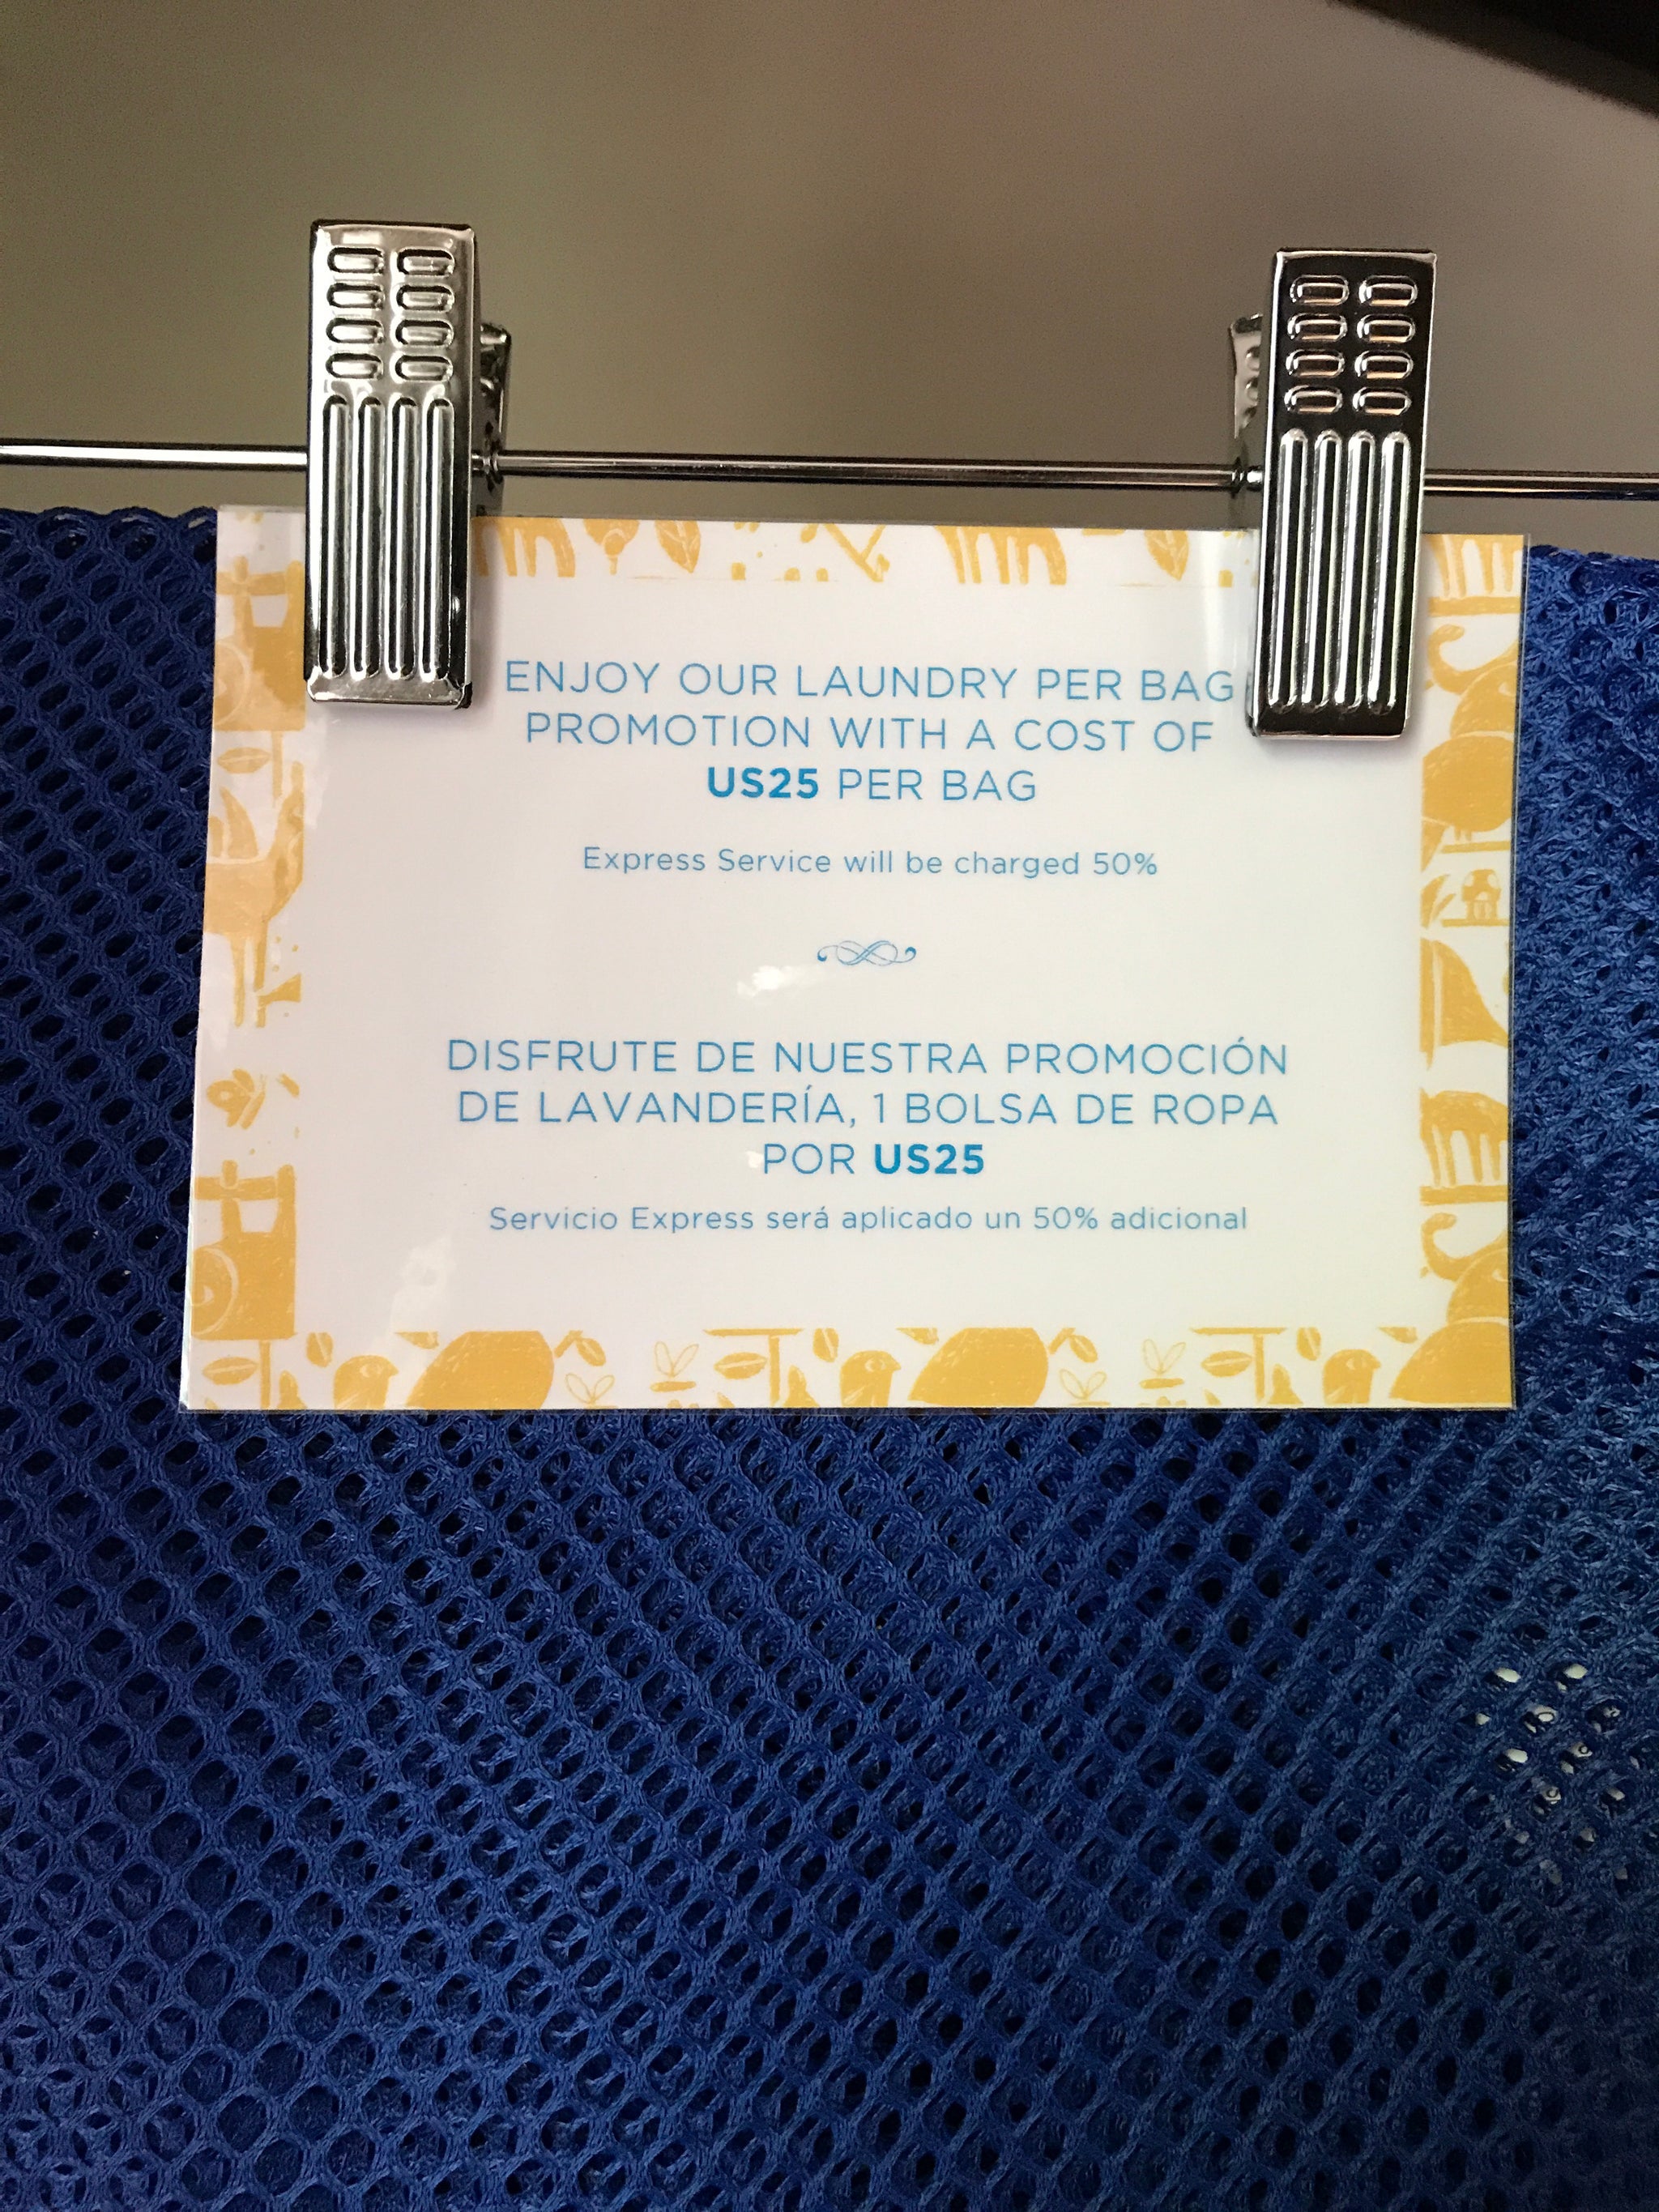 ENJOY OUR LAUNDRY PER BAG
PROMOTION WITH A COST OF
US25 PER BAG
Express Service will be charged 50%
DISFRUTE DE NUESTRA PROMOCIÓN
DE LAVANDERÍA, 1 BOLSA DE ROPA
POR US25
Servicio Express será aplicado un 50% adicional